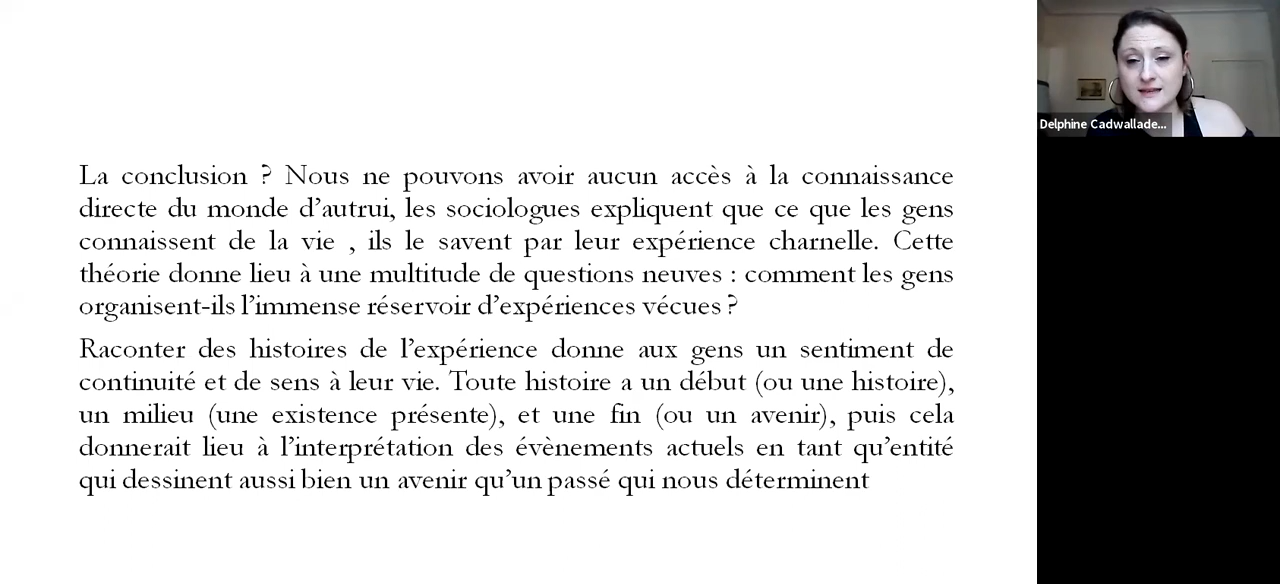 La conclusion ? Nous ne pouvons avoir aucun accès à la connaissance
directe du monde d'autrui, les sociologues expliquent que ce que les gens
connaissent de la vie , ils le savent par leur expérience charnelle. Cette
théorie donne lieu à une multitude de questions neuves : comment les gens
organisent-ils l'immense réservoir d'expériences vécues ?
Raconter des histoires de l'expérience donne aux gens un sentiment de
continuité et de sens à leur vie. Toute histoire a un début (ou une histoire),
un milieu (une existence présente), et une fin (ou un avenir), puis cela
donnerait lieu à l'interprétation des évènements actuels en tant qu'entité
qui dessinent aussi bien un avenir qu'un passé qui nous déterminent
Delphine Cadwallade...